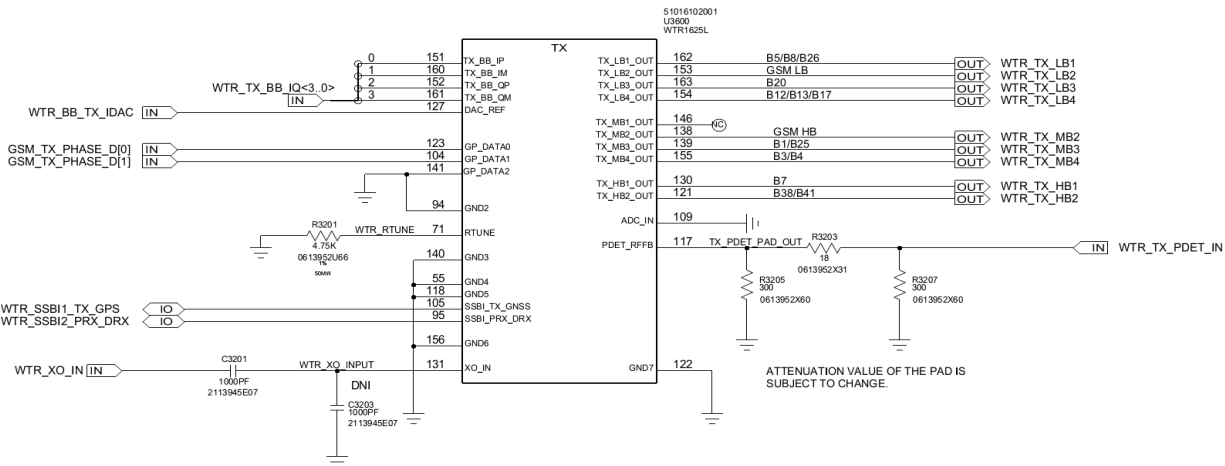 51016102001
U3600
WTR1625L
TX
0 151 TX_BB_IP
1 160 TX_BB_IM
2 152 TX_BB_QP
3 161 TX_BB_QM
WTR_TX_BB_IQ<3..0>
IN
WTR_BB_TX_IDAC IN 127 DAC_REF
GSM_TX_PHASE_D[0] IN 123 GP_DATA0
GSM_TX_PHASE_D[1] IN 104 GP_DATA1
141 GP_DATA2
94 GND2
R3201
4.75K
0613952U66
1%
50MW
WTR_RTUNE 71 RTUNE
140 GND3
55 GND4
118 GND5
WTR_SSBI1_TX_GPS IO 105 SSBI_TX_GNSS
WTR_SSBI2_PRX_DRX IO 95 SSBI_PRX_DRX
156 GND6
WTR_XO_IN IN
C3201
1000PF
2113945E07
WTR_XO_INPUT 131 XO_IN
DNI
C3203
1000PF
2113945E07
TX_LB1_OUT 162 B5/B8/B26 OUT WTR_TX_LB1
TX_LB2_OUT 153 GSM LB OUT WTR_TX_LB2
TX_LB3_OUT 163 B20 OUT WTR_TX_LB3
TX_LB4_OUT 154 B12/B13/B17 OUT WTR_TX_LB4
TX_MB1_OUT 146 NC
TX_MB2_OUT 138 GSM HB OUT WTR_TX_MB2
TX_MB3_OUT 139 B1/B25 OUT WTR_TX_MB3
TX_MB4_OUT 155 B3/B4 OUT WTR_TX_MB4
TX_HB1_OUT 130 B7 OUT WTR_TX_HB1
TX_HB2_OUT 121 B38/B41 OUT WTR_TX_HB2
ADC_IN 109
PDET_RFFB 117 TX_PDET_PAD_OUT
R3203
18
0613952X31
IN WTR_TX_PDET_IN
R3205
300
0613952X60
R3207
300
0613952X60
GND7 122
ATTENUATION VALUE OF THE PAD IS
SUBJECT TO CHANGE.